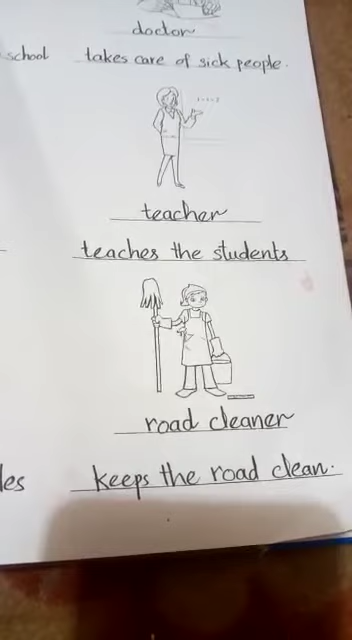 doctor
school takes care of sick people.
teacher
teaches the students
road cleaner
les keeps the road clean.